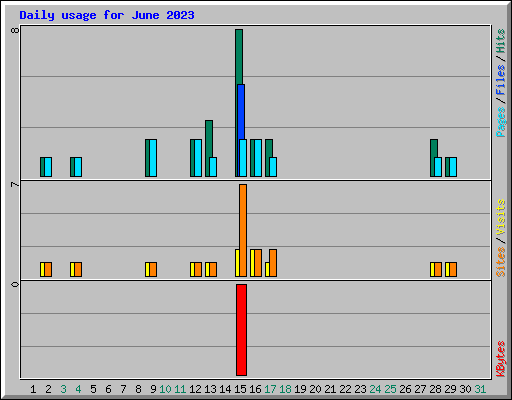 Daily usage for June 2023
8
7
0
Pages/Files/Hits
Sites/Visits
KBytes
1 2 3 4 5 6 7 8 9 10 11 12 13 14 15 16 17 18 19 20 21 22 23 24 25 26 27 28 29 30 31